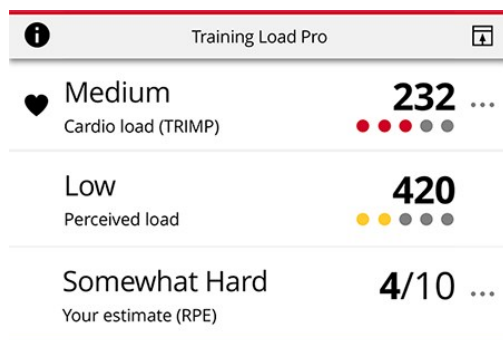 Training Load Pro
Medium 232
Cardio load (TRIMP)
Low 420
Perceived load
Somewhat Hard 4/10
Your estimate (RPE)